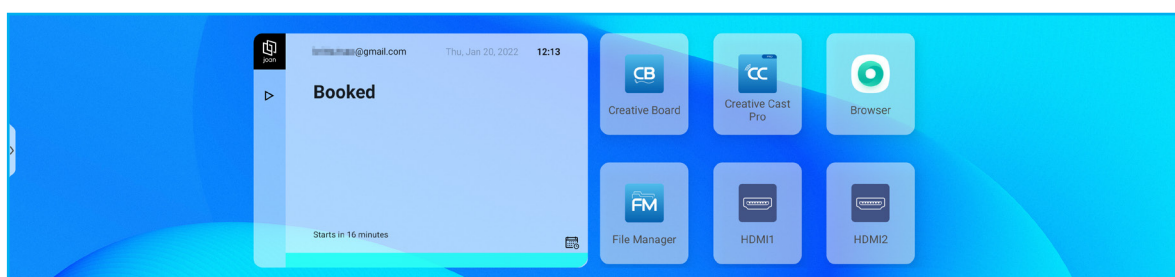 joan
@gmail.com
Thu, Jan 20, 2022
12:13
Booked
Starts in 16 minutes
CB
Creative Board
CC
Creative Cast
Pro
Browser
FM
File Manager
HDMI1
HDMI2